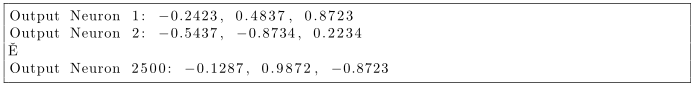 Output Neuron 1: −0.2423, 0.4837, 0.8723
Output Neuron 2: −0.5437, −0.8734, 0.2234
Ě
Output Neuron 2500: −0.1287, 0.9872, −0.8723